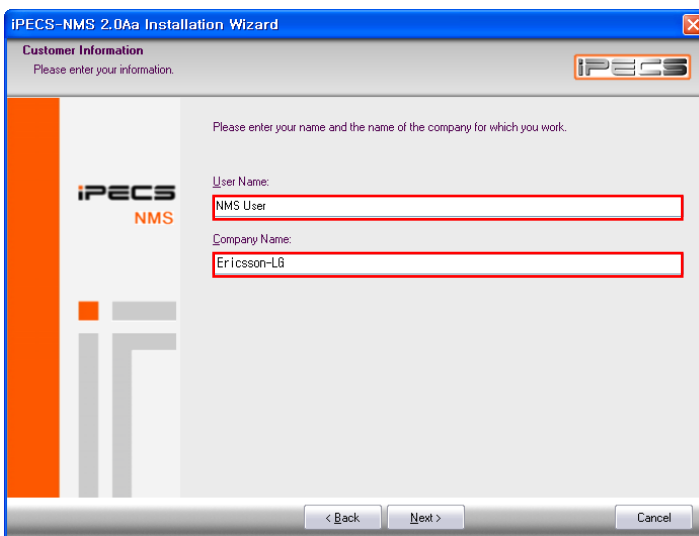 iPECS-NMS 2.0Aa Installation Wizard
Customer Information
Please enter your information.
iPECS
Please enter your name and the name of the company for which you work.
iPECS
NMS
User Name:
NMS User
Company Name:
Ericsson-LG
< Back
Next >
Cancel